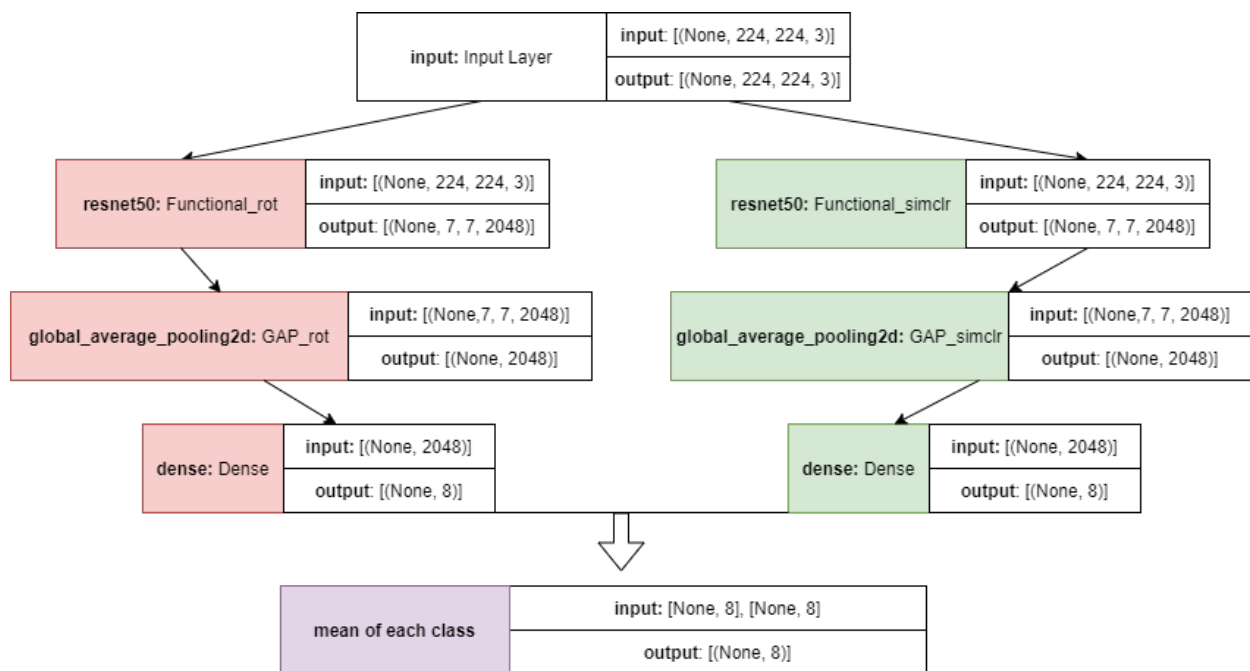 input: Input Layer
input: [(None, 224, 224, 3)]
output: [(None, 224, 224, 3)]
resnet50: Functional_rot
input: [(None, 224, 224, 3)]
output: [(None, 7, 7, 2048)]
resnet50: Functional_simclr
input: [(None, 224, 224, 3)]
output: [(None, 7, 7, 2048)]
global_average_pooling2d: GAP_rot
input: [(None,7, 7, 2048)]
output: [(None, 2048)]
global_average_pooling2d: GAP_simclr
input: [(None,7, 7, 2048)]
output: [(None, 2048)]
dense: Dense
input: [(None, 2048)]
output: [(None, 8)]
dense: Dense
input: [(None, 2048)]
output: [(None, 8)]
mean of each class
input: [None, 8], [None, 8]
output: [(None, 8)]